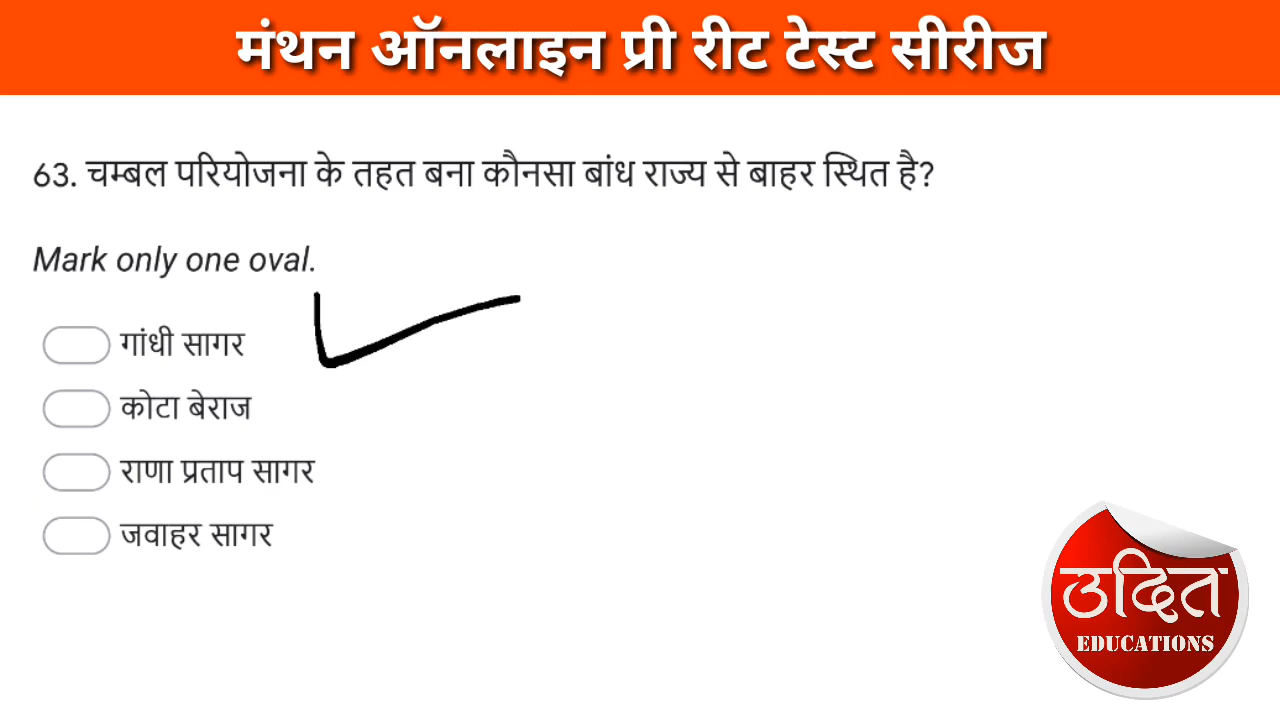 मंथन ऑनलाइन प्री रीट टेस्ट सीरीज
63. चम्बल परियोजना के तहत बना कौनसा बांध राज्य से बाहर स्थित है?
Mark only one oval.
गांधी सागर
कोटा बेराज
राणा प्रताप सागर
जवाहर सागर
उदित
EDUCATIONS